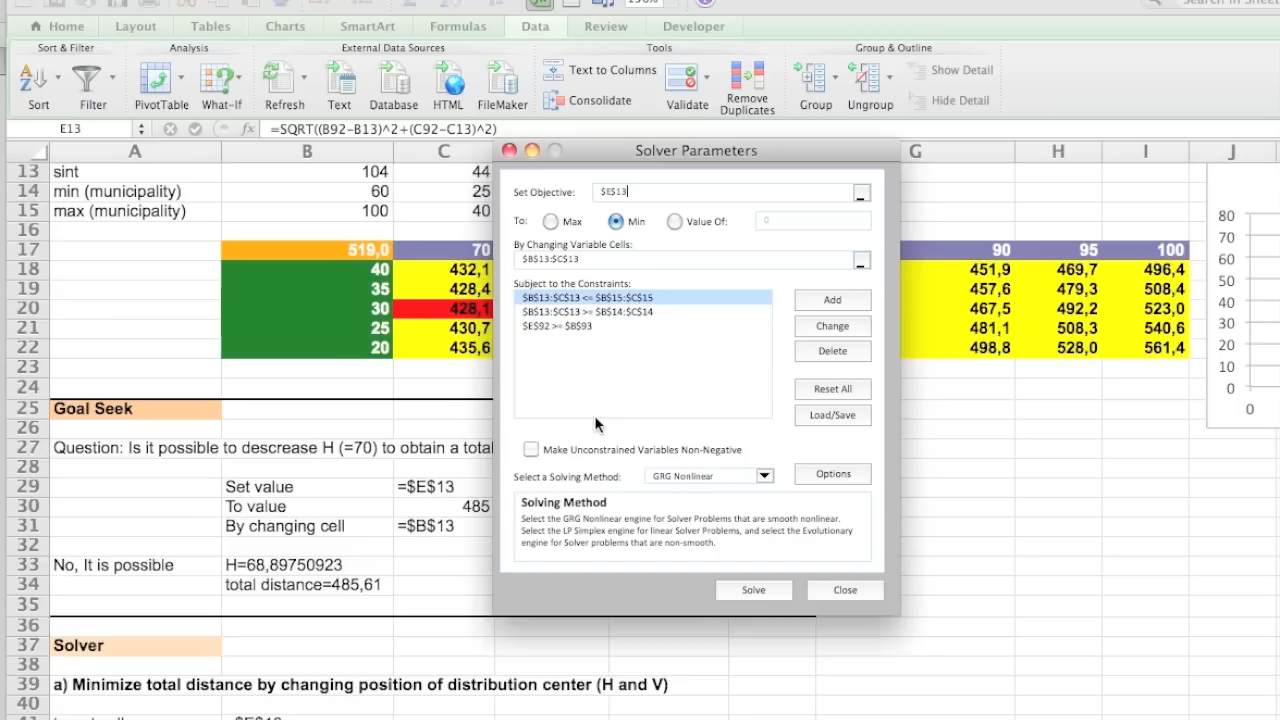 Search in Sheet
Home Layout Tables Charts SmartArt Formulas Data Review Developer
Sort & Filter Analysis External Data Sources Tools Group & Outline
Sort Filter PivotTable What-If Refresh Text Database HTML FileMaker Text to Columns Consolidate Validate Remove Duplicates Group Ungroup Show Detail Hide Detail
E13 fx =SQRT((B92-B13)^2+(C92-C13)^2)
A B C G H I J
13 sint 104 44
14 min (municipality) 60 25
15 max (municipality) 100 40
16
17 519,0 70 90 95 100
18 40 432,1 451,9 469,7 496,4
19 35 428,4 457,6 479,3 508,4
20 30 428,1 467,5 492,2 523,0
21 25 430,7 481,1 508,3 540,6
22 20 435,6 498,8 528,0 561,4
23
24
25 Goal Seek
26
27 Question: Is it possible to descrease H (=70) to obtain a total
28
29 Set value =$E$13
30 To value 485
31 By changing cell =$B$13
32
33 No, It is possible H=68,89750923
34 total distance=485,61
35
36
37 Solver
38
39 a) Minimize total distance by changing position of distribution center (H and V)
40
Solver Parameters
Set Objective: $E$13
To: Max Min Value Of: 0
By Changing Variable Cells:
$B$13:$C$13
Subject to the Constraints:
$B$13:$C$13 <= $B$15:$C$15
$B$13:$C$13 >= $B$14:$C$14
$E$92 >= $B$93
Add
Change
Delete
Reset All
Load/Save
Make Unconstrained Variables Non-Negative
Select a Solving Method: GRG Nonlinear Options
Solving Method
Select the GRG Nonlinear engine for Solver Problems that are smooth nonlinear.
Select the LP Simplex engine for linear Solver Problems, and select the Evolutionary
engine for Solver problems that are non-smooth.
Solve Close
80
70
60
50
40
30
20
10
0
0